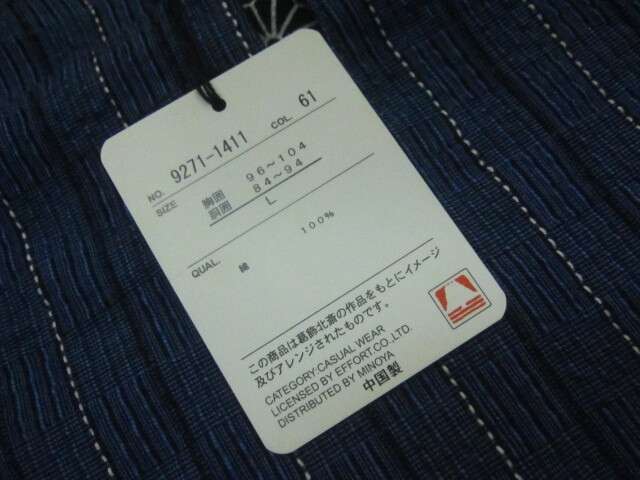 NO. 9271-1411 COL. 61
SIZE 胸囲 96～104
胴囲 84～94
L
QUAL. 綿 100%
この商品は葛飾北斎の作品をもとにイメージ
及びアレンジされたものです。
CATEGORY:CASUAL WEAR
LICENSED BY EFFORT.CO.,LTD.
DISTRIBUTED BY MINOYA
中国製